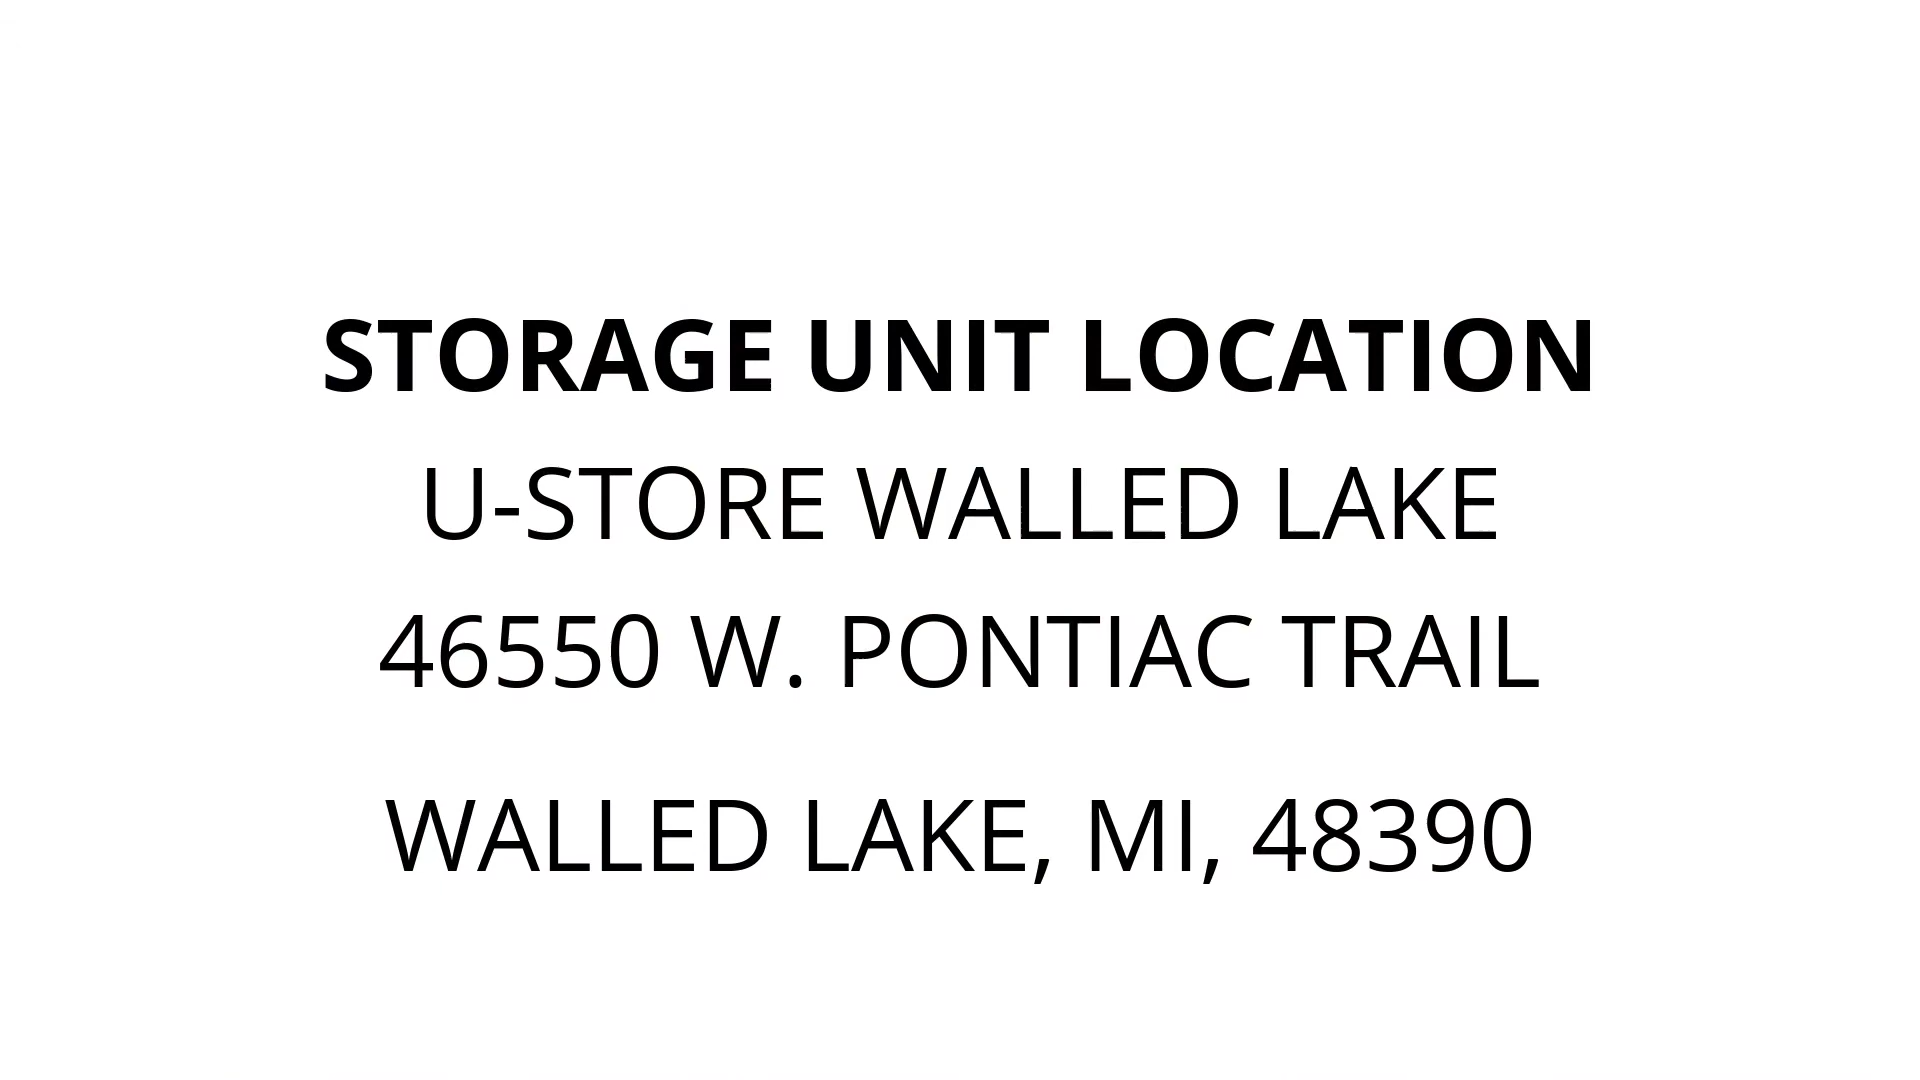 STORAGE UNIT LOCATION
U-STORE WALLED LAKE
46550 W. PONTIAC TRAIL
WALLED LAKE, MI, 48390